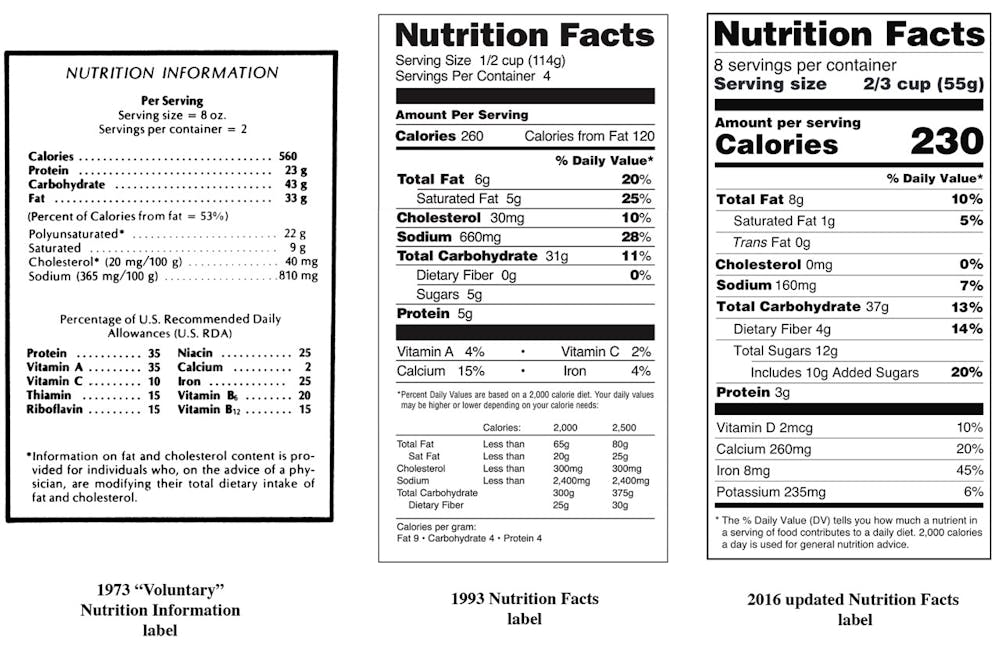 NUTRITION INFORMATION
Per Serving
Serving size = 8 oz.
Servings per container = 2
Calories ................................ 560
Protein ................................ 23 g
Carbohydrate ........................... 43 g
Fat .................................... 33 g
(Percent of Calories from fat = 53%)
Polyunsaturated* ........................ 22 g
Saturated ............................... 9 g
Cholesterol* (20 mg/100 g) .............. 40 mg
Sodium (365 mg/100 g) ................... 810 mg
Percentage of U.S. Recommended Daily
Allowances (U.S. RDA)
Protein .......... 35 Niacin ........... 25
Vitamin A ........ 35 Calcium .......... 2
Vitamin C ........ 10 Iron ............. 25
Thiamin .......... 15 Vitamin B₆ ....... 20
Riboflavin ....... 15 Vitamin B₁₂ ...... 15
*Information on fat and cholesterol content is pro-
vided for individuals who, on the advice of a phy-
sician, are modifying their total dietary intake of
fat and cholesterol.
1973 “Voluntary”
Nutrition Information
label
Nutrition Facts
Serving Size 1/2 cup (114g)
Servings Per Container 4
Amount Per Serving
Calories 260 Calories from Fat 120
% Daily Value*
Total Fat 6g 20%
Saturated Fat 5g 25%
Cholesterol 30mg 10%
Sodium 660mg 28%
Total Carbohydrate 31g 11%
Dietary Fiber 0g 0%
Sugars 5g
Protein 5g
Vitamin A 4% • Vitamin C 2%
Calcium 15% • Iron 4%
*Percent Daily Values are based on a 2,000 calorie diet. Your daily values
may be higher or lower depending on your calorie needs:
Calories: 2,000 2,500
Total Fat Less than 65g 80g
Sat Fat Less than 20g 25g
Cholesterol Less than 300mg 300mg
Sodium Less than 2,400mg 2,400mg
Total Carbohydrate 300g 375g
Dietary Fiber 25g 30g
Calories per gram:
Fat 9 • Carbohydrate 4 • Protein 4
1993 Nutrition Facts
label
Nutrition Facts
8 servings per container
Serving size 2/3 cup (55g)
Amount per serving
Calories 230
% Daily Value*
Total Fat 8g 10%
Saturated Fat 1g 5%
Trans Fat 0g
Cholesterol 0mg 0%
Sodium 160mg 7%
Total Carbohydrate 37g 13%
Dietary Fiber 4g 14%
Total Sugars 12g
Includes 10g Added Sugars 20%
Protein 3g
Vitamin D 2mcg 10%
Calcium 260mg 20%
Iron 8mg 45%
Potassium 235mg 6%
* The % Daily Value (DV) tells you how much a nutrient in
a serving of food contributes to a daily diet. 2,000 calories
a day is used for general nutrition advice.
2016 updated Nutrition Facts
label